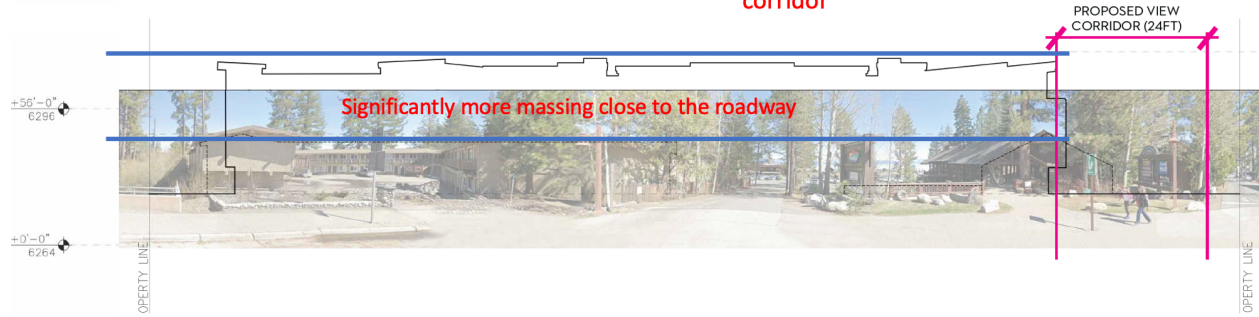 corridor
PROPOSED VIEW
CORRIDOR (24FT)
+56'-0"
6296
Significantly more massing close to the roadway
+0'-0"
6264
OPERTY LINE
OPERTY LINE